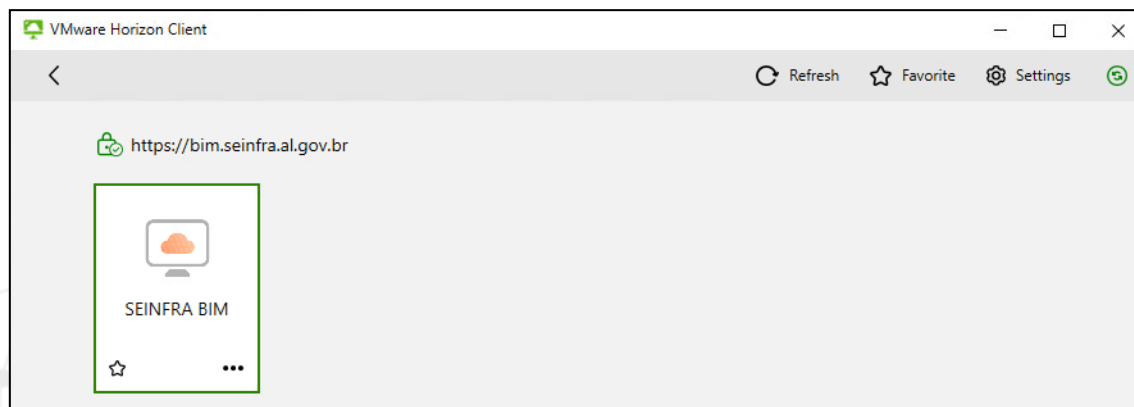 VMware Horizon Client
Refresh Favorite Settings
https://bim.seinfra.al.gov.br
SEINFRA BIM